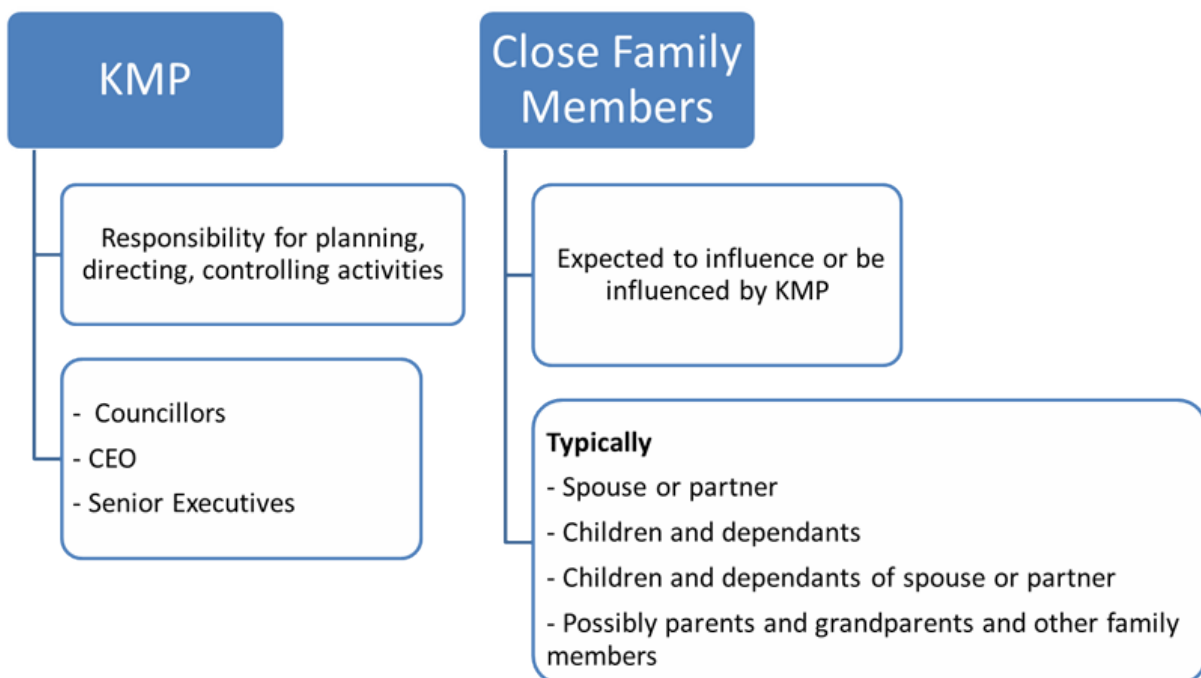 KMP
Responsibility for planning,
directing, controlling activities
- Councillors
- CEO
- Senior Executives
Close Family
Members
Expected to influence or be
influenced by KMP
Typically
- Spouse or partner
- Children and dependants
- Children and dependants of spouse or partner
- Possibly parents and grandparents and other family
members